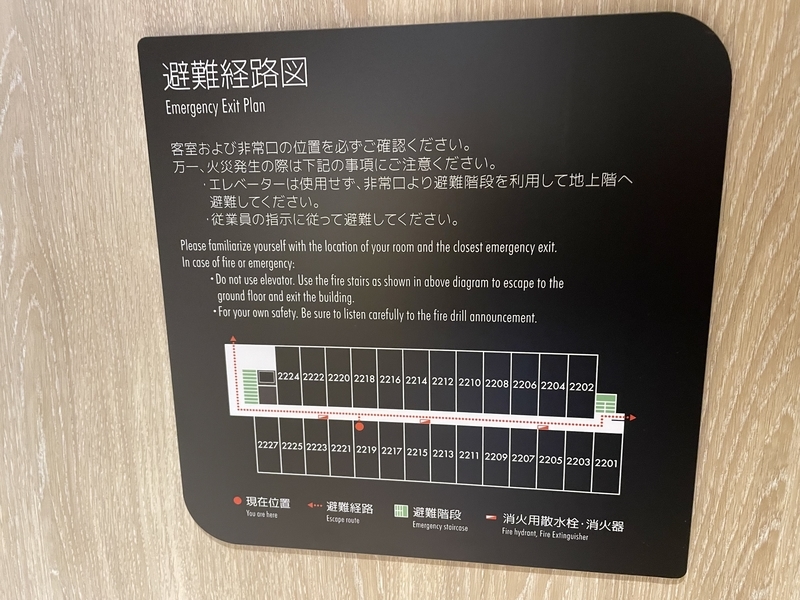 避難経路図
Emergency Exit Plan
客室および非常口の位置を必ずご確認ください。
万一、火災発生の際は下記の事項にご注意ください。
・エレベーターは使用せず、非常口より避難階段を利用して地上階へ
避難してください。
・従業員の指示に従って避難してください。
Please familiarize yourself with the location of your room and the closest emergency exit.
In case of fire or emergency:
•Do not use elevator. Use the fire stairs as shown in above diagram to escape to the
ground floor and exit the building.
•For your own safety. Be sure to listen carefully to the fire drill announcement.
2224 2222 2220 2218 2216 2214 2212 2210 2208 2206 2204 2202
2227 2225 2223 2221 2219 2217 2215 2213 2211 2209 2207 2205 2203 2201
現在位置 避難経路 避難階段 消火用散水栓・消火器
You are here Escape route Emergency staircase Fire hydrant, Fire Extinguisher